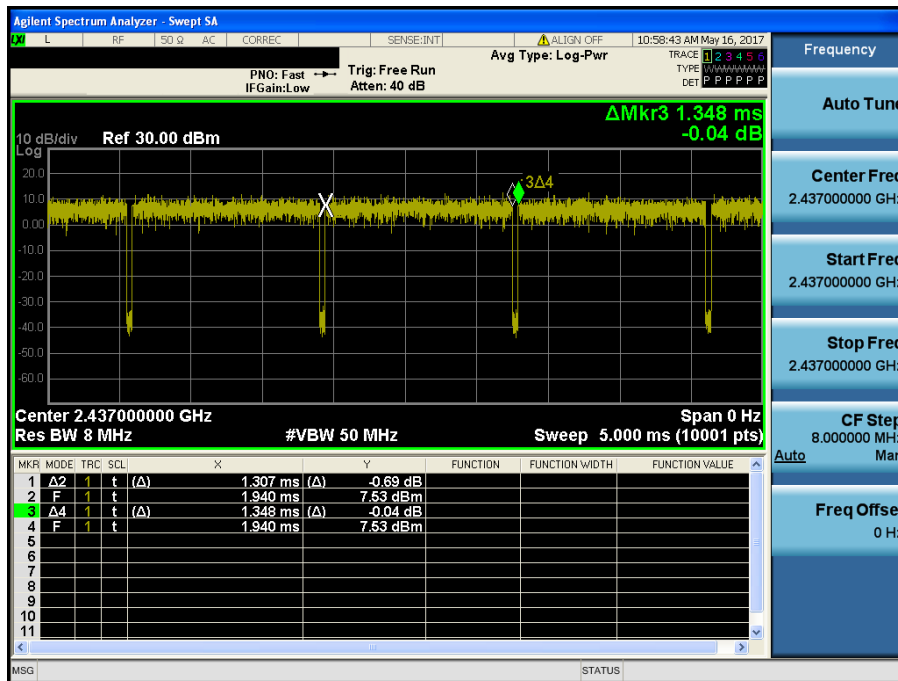 Agilent Spectrum Analyzer - Swept SA
LXI L RF 50 Ω AC CORREC SENSE:INT ALIGN OFF 10:58:43 AM May 16, 2017
PNO: Fast
IFGain:Low
Trig: Free Run
Atten: 40 dB
Avg Type: Log-Pwr
TRACE 1 2 3 4 5 6
TYPE WWWWWW
DET P P P P P P
ΔMkr3 1.348 ms
-0.04 dB
10 dB/div Ref 30.00 dBm
Log
20.0
10.0
0.00
-10.0
-20.0
-30.0
-40.0
-50.0
-60.0
X
3Δ4
Center 2.437000000 GHz Span 0 Hz
Res BW 8 MHz #VBW 50 MHz Sweep 5.000 ms (10001 pts)
MKR MODE TRC SCL X Y FUNCTION FUNCTION WIDTH FUNCTION VALUE
1 Δ2 1 t (Δ) 1.307 ms (Δ) -0.69 dB
2 F 1 t 1.940 ms 7.53 dBm
3 Δ4 1 t (Δ) 1.348 ms (Δ) -0.04 dB
4 F 1 t 1.940 ms 7.53 dBm
5
6
7
8
9
10
11
MSG STATUS
Frequency
Auto Tune
Center Freq
2.437000000 GHz
Start Freq
2.437000000 GHz
Stop Freq
2.437000000 GHz
CF Step
8.000000 MHz
Auto Man
Freq Offset
0 Hz